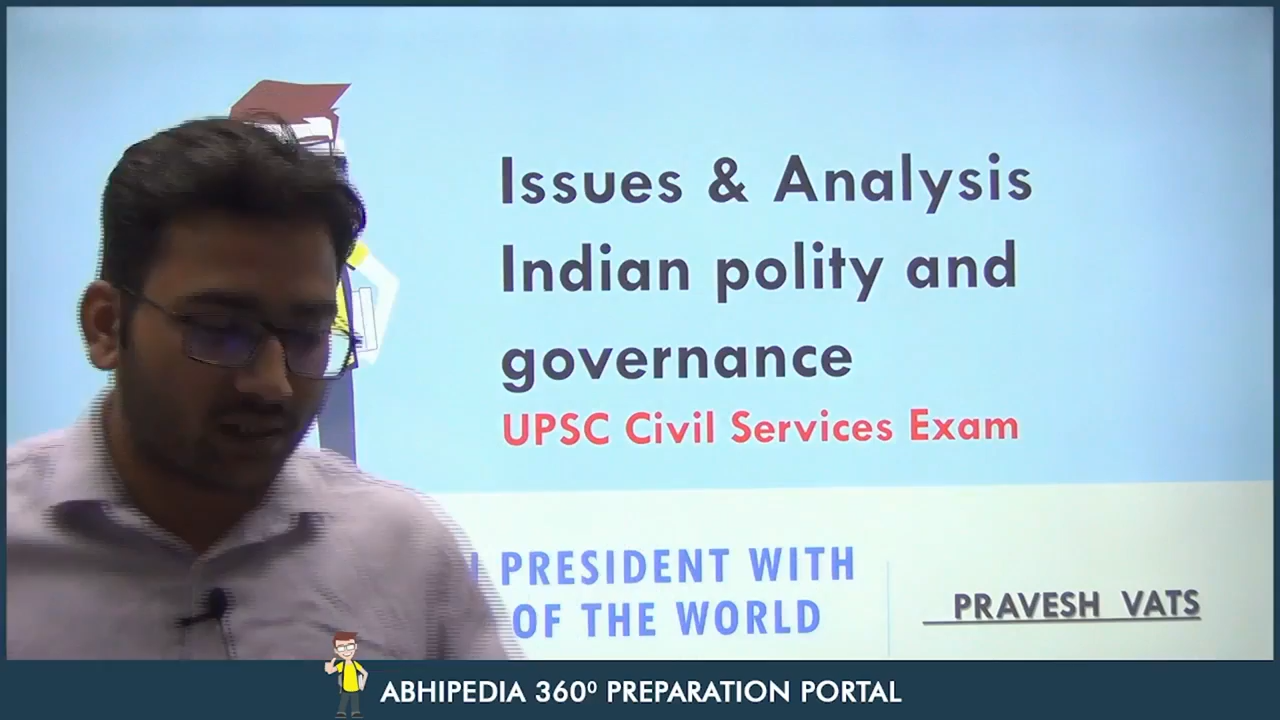 Issues & Analysis
Indian polity and
governance
UPSC Civil Services Exam
PRESIDENT WITH
OF THE WORLD
PRAVESH VATS
ABHIPEDIA 360⁰ PREPARATION PORTAL